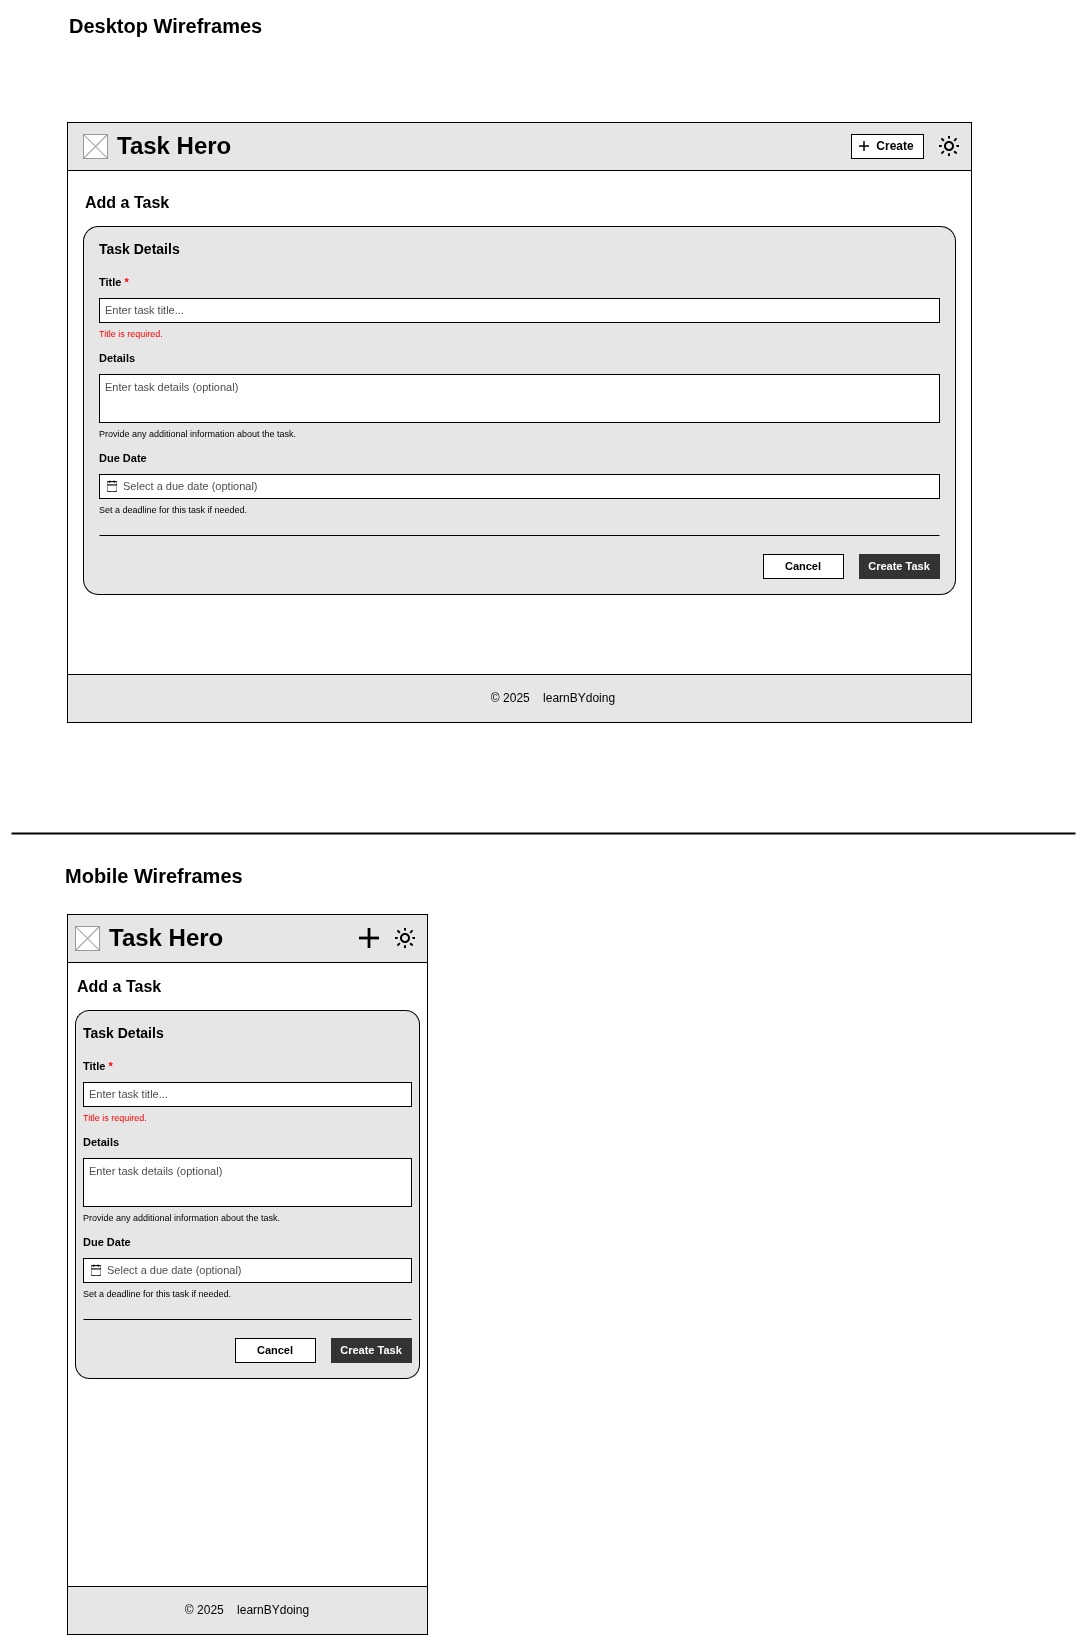 Desktop Wireframes
Task Hero
Create
Add a Task
Task Details
Title *
Enter task title...
Title is required.
Details
Enter task details (optional)
Provide any additional information about the task.
Due Date
Select a due date (optional)
Set a deadline for this task if needed.
Cancel Create Task
© 2025 learnBYdoing
Mobile Wireframes
Task Hero
Add a Task
Task Details
Title *
Enter task title...
Title is required.
Details
Enter task details (optional)
Provide any additional information about the task.
Due Date
Select a due date (optional)
Set a deadline for this task if needed.
Cancel Create Task
© 2025 learnBYdoing